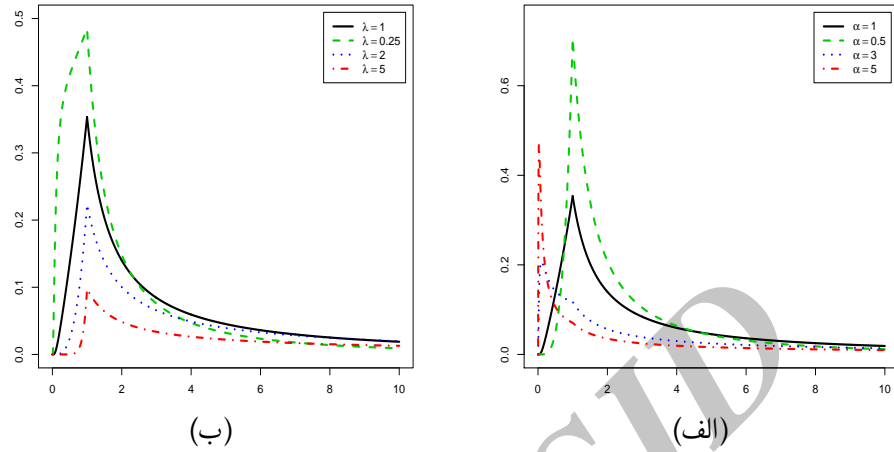 λ = 1
λ = 0.25
λ = 2
λ = 5
0.5
0.4
0.3
0.2
0.1
0.0
0 2 4 6 8 10
(ب)
α = 1
α = 0.5
α = 3
α = 5
0.6
0.4
0.2
0.0
0 2 4 6 8 10
(الف)
SID